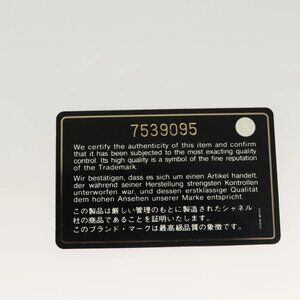 7539095
We certify the authenticity of this item and confirm
that it has been subjected to the most exacting quality
control. Its high quality is a symbol of the fine reputation
of the Trademark.
Wir bestätigen, dass es sich um einen Artikel handelt,
der während seiner Herstellung strengsten Kontrollen
unterworfen war, und dessen erstklassige Qualität
dem hohen Ansehen unserer Marke entspricht.
この製品は厳しい管理のもとに製造されたシャネル
社の商品であることを証明いたします。
このブランド・マークは最高級品質の象徴です。